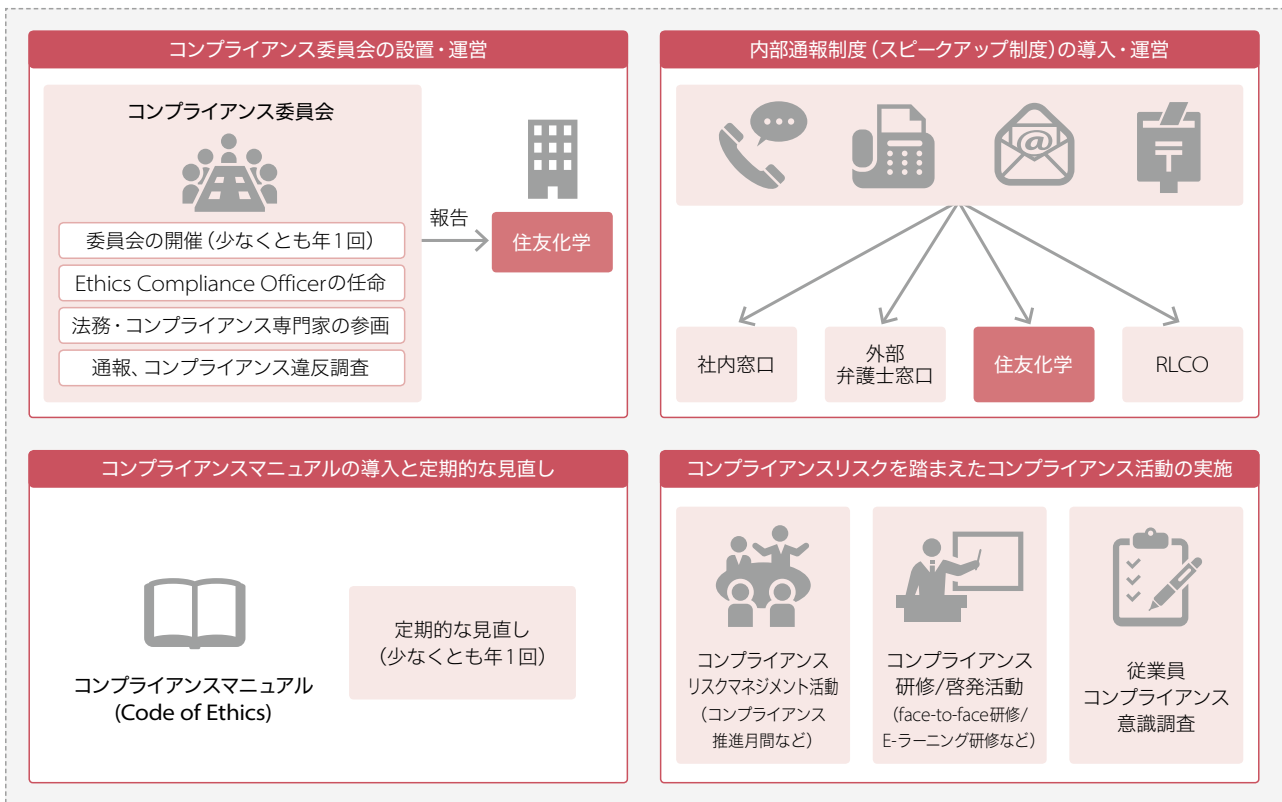 コンプライアンス委員会の設置・運営
コンプライアンス委員会
委員会の開催(少なくとも年1回)
Ethics Compliance Officerの任命
法務・コンプライアンス専門家の参画
通報、コンプライアンス違反調査
報告
住友化学
内部通報制度(スピークアップ制度)の導入・運営
@
〒
社内窓口
外部
弁護士窓口
住友化学
RLCO
コンプライアンスマニュアルの導入と定期的な見直し
コンプライアンスマニュアル
(Code of Ethics)
定期的な見直し
(少なくとも年1回)
コンプライアンスリスクを踏まえたコンプライアンス活動の実施
コンプライアンス
リスクマネジメント活動
(コンプライアンス
推進月間など)
コンプライアンス
研修/啓発活動
(face-to-face研修/
E-ラーニング研修など)
従業員
コンプライアンス
意識調査